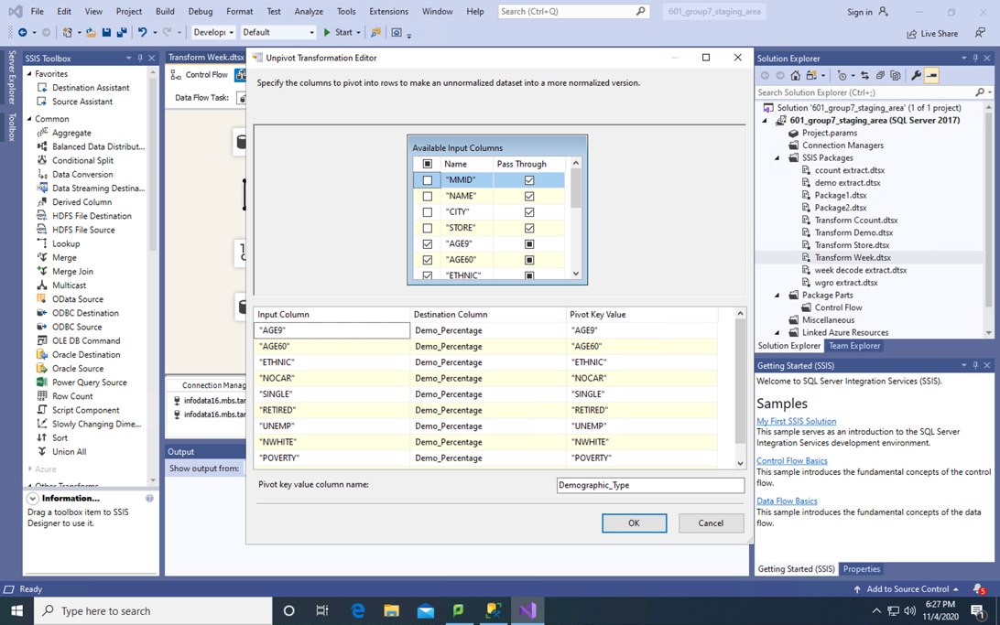 File Edit View Project Build Debug Format Test Analyze Tools Extensions Window Help Search (Ctrl+Q) 601_group7_staging_area Sign in
Develop Default Start Live Share
Server Explorer
Toolbox
SSIS Toolbox
Favorites
Destination Assistant
Source Assistant
Common
Aggregate
Balanced Data Distribut...
Conditional Split
Data Conversion
Data Streaming Destina...
Derived Column
HDFS File Destination
HDFS File Source
Lookup
Merge
Merge Join
Multicast
OData Source
ODBC Destination
ODBC Source
OLE DB Command
Oracle Destination
Oracle Source
Power Query Source
Row Count
Script Component
Slowly Changing Dime...
Sort
Union All
Azure
Other Transforms
Information...
Drag a toolbox item to SSIS
Designer to use it.
Transform Week.dtsx
Control Flow
Data Flow Task:
Connection Manag
infodata16.mbs.tar
infodata16.mbs.tar
Output
Show output from:
Unpivot Transformation Editor
Specify the columns to pivot into rows to make an unnormalized dataset into a more normalized version.
Available Input Columns
Name Pass Through
"MMID"
"NAME"
"CITY"
"STORE"
"AGE9"
"AGE60"
"ETHNIC"
Input Column Destination Column Pivot Key Value
"AGE9" Demo_Percentage "AGE9"
"AGE60" Demo_Percentage "AGE60"
"ETHNIC" Demo_Percentage "ETHNIC"
"NOCAR" Demo_Percentage "NOCAR"
"SINGLE" Demo_Percentage "SINGLE"
"RETIRED" Demo_Percentage "RETIRED"
"UNEMP" Demo_Percentage "UNEMP"
"NWHITE" Demo_Percentage "NWHITE"
"POVERTY" Demo_Percentage "POVERTY"
Pivot key value column name: Demographic_Type
OK Cancel
Solution Explorer
Search Solution Explorer (Ctrl+;)
Solution '601_group7_staging_area' (1 of 1 project)
601_group7_staging_area (SQL Server 2017)
Project.params
Connection Managers
SSIS Packages
ccount extract.dtsx
demo extract.dtsx
Package1.dtsx
Package2.dtsx
Transform Ccount.dtsx
Transform Demo.dtsx
Transform Store.dtsx
Transform Week.dtsx
week decode extract.dtsx
wgro extract.dtsx
Package Parts
Control Flow
Miscellaneous
Linked Azure Resources
Solution Explorer Team Explorer
Getting Started (SSIS)
Welcome to SQL Server Integration Services (SSIS).
Samples
My First SSIS Solution
This sample serves as an introduction to the SQL Server
Integration Services development environment.
Control Flow Basics
This sample introduces the fundamental concepts of the control
flow.
Data Flow Basics
This sample introduces the fundamental concepts of the data
flow.
Getting Started (SSIS) Properties
Ready Add to Source Control 5
Type here to search
6:27 PM
11/4/2020
1